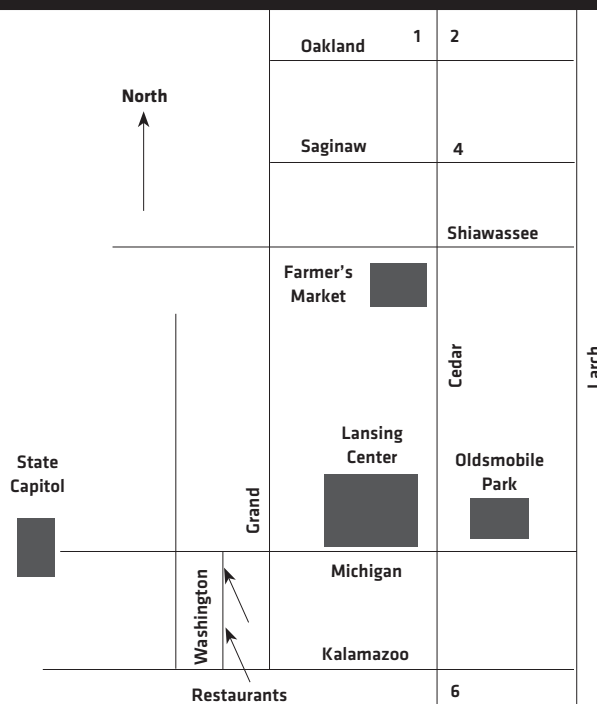 Oakland
1
2
North
Saginaw
4
Shiawassee
Farmer's
Market
Cedar
Larch
Lansing
Center
Oldsmobile
Park
State
Capitol
Grand
Michigan
Washington
Kalamazoo
Restaurants
6